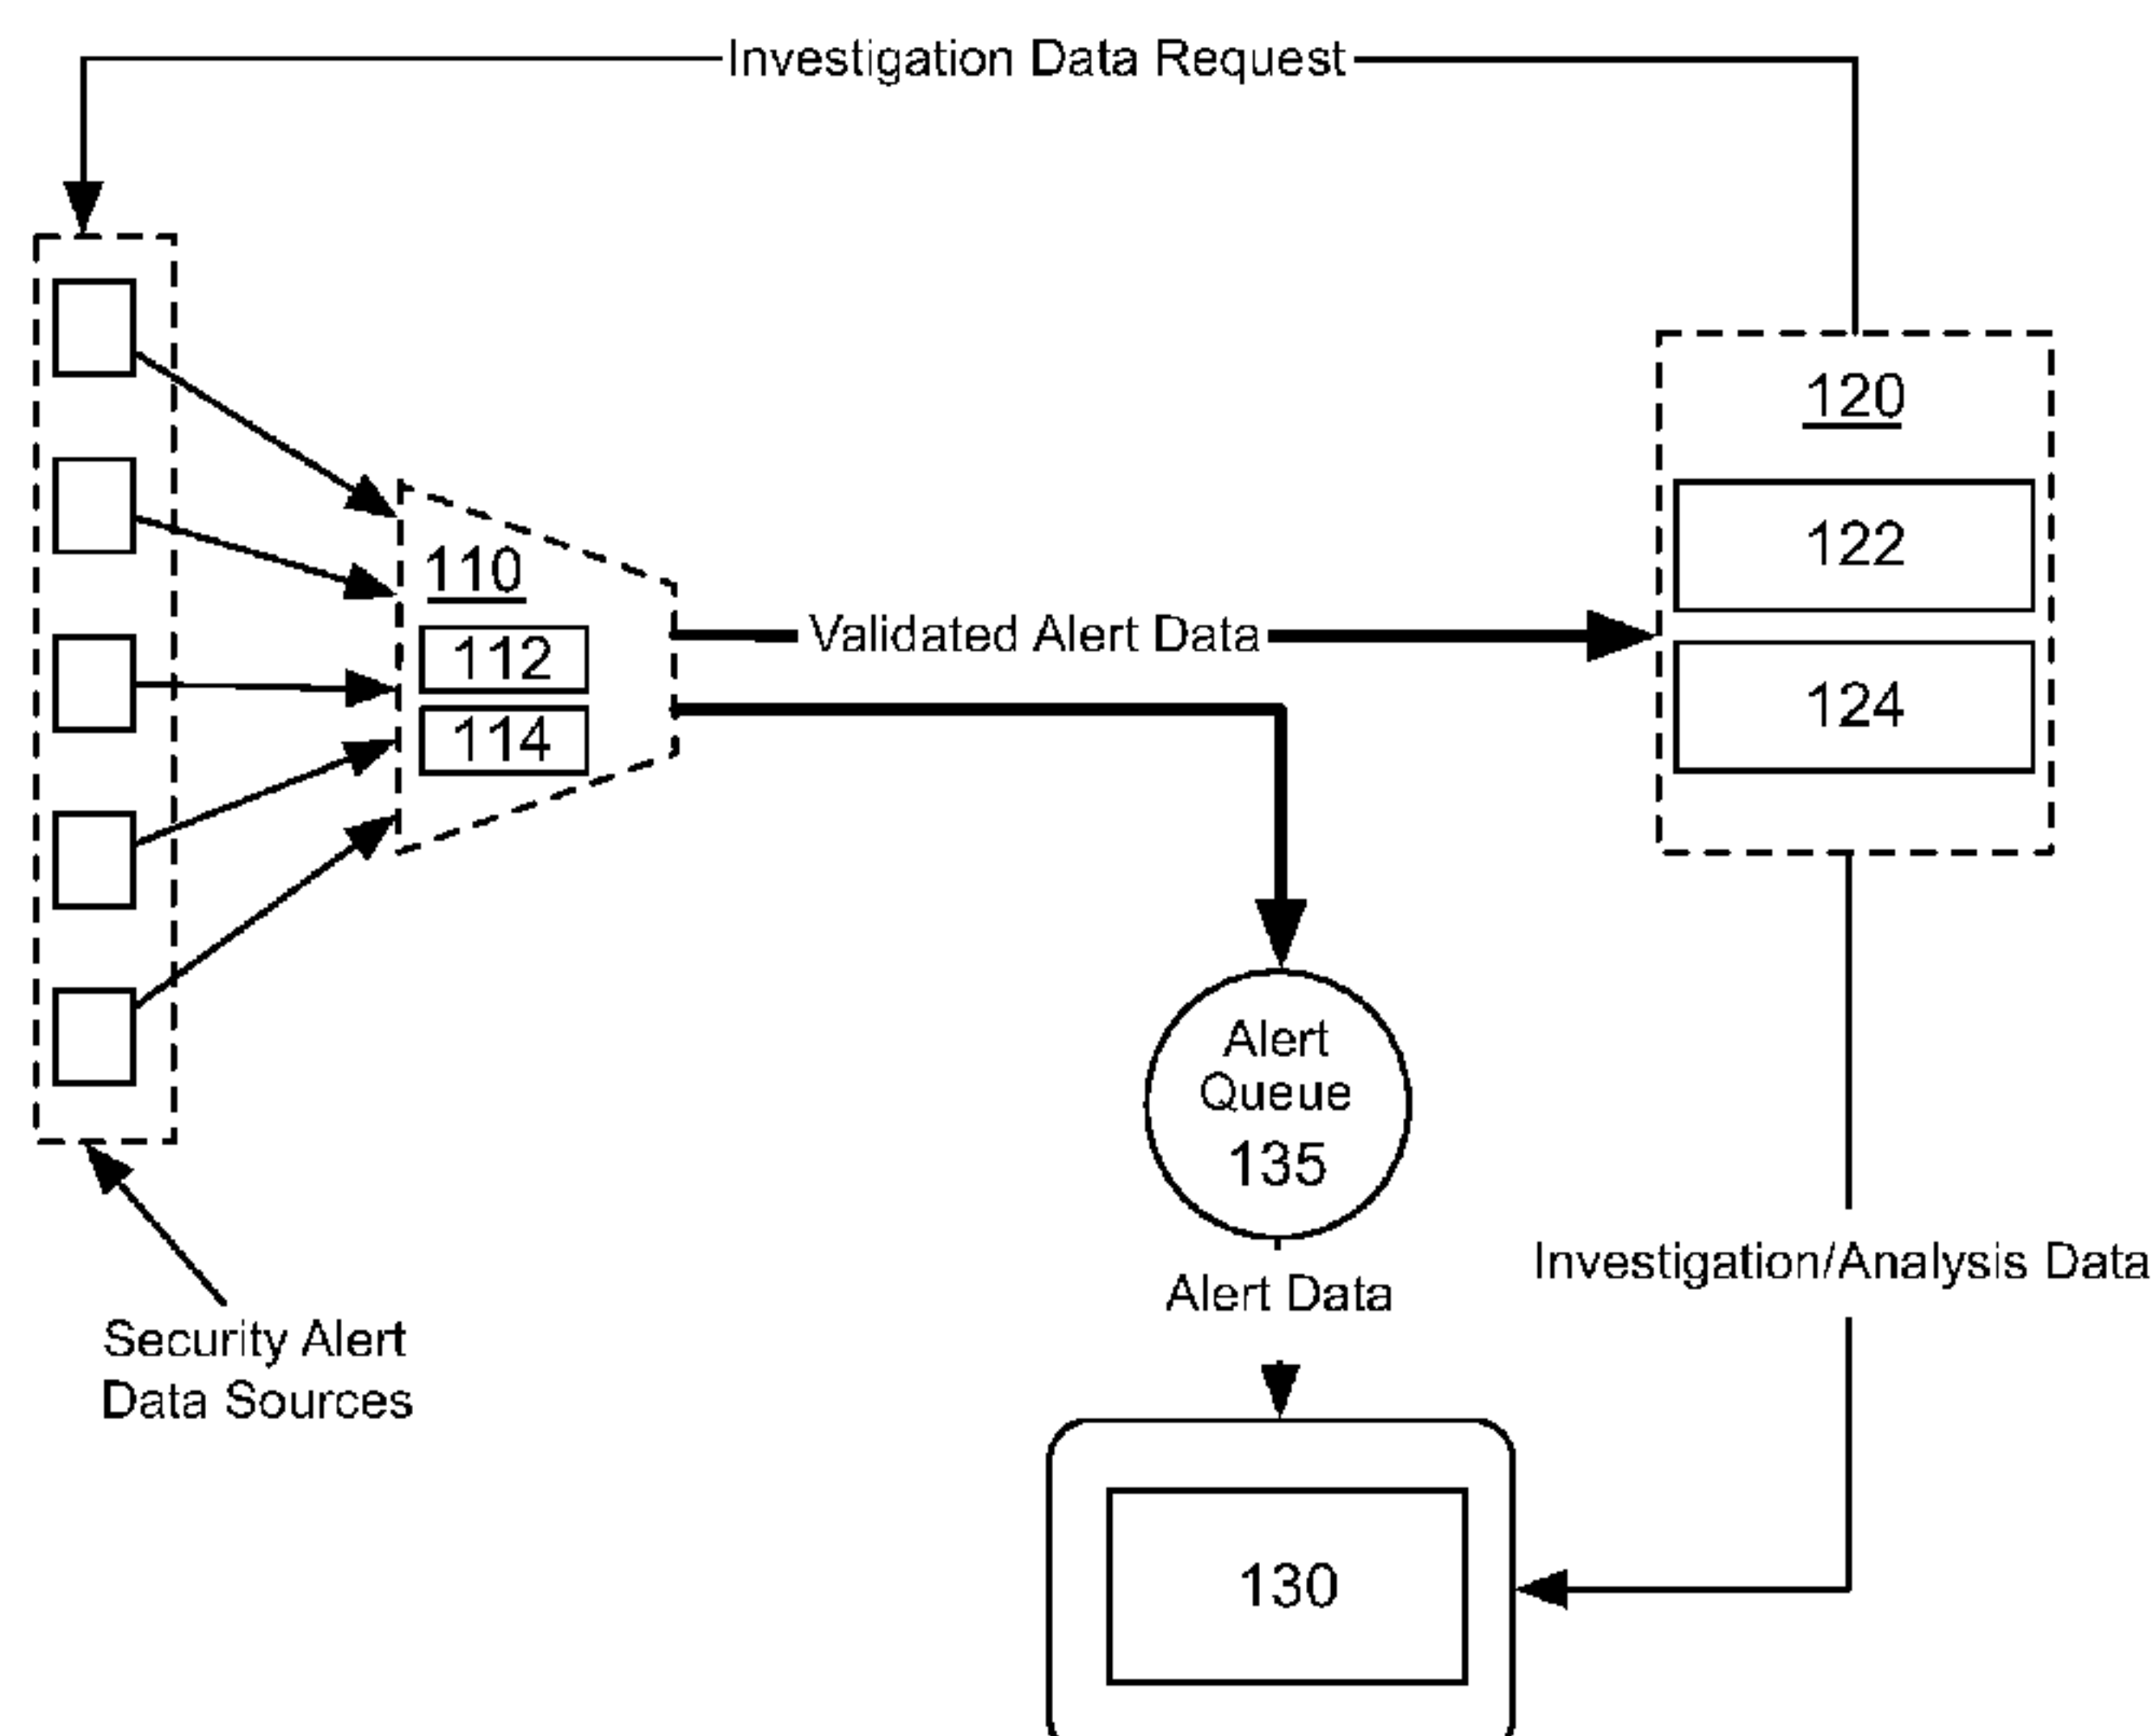 Investigation Data Request
120
122
110
112
Validated Alert Data
124
114
Alert
Queue
135
Investigation/Analysis Data
Alert Data
Security Alert
Data Sources
130